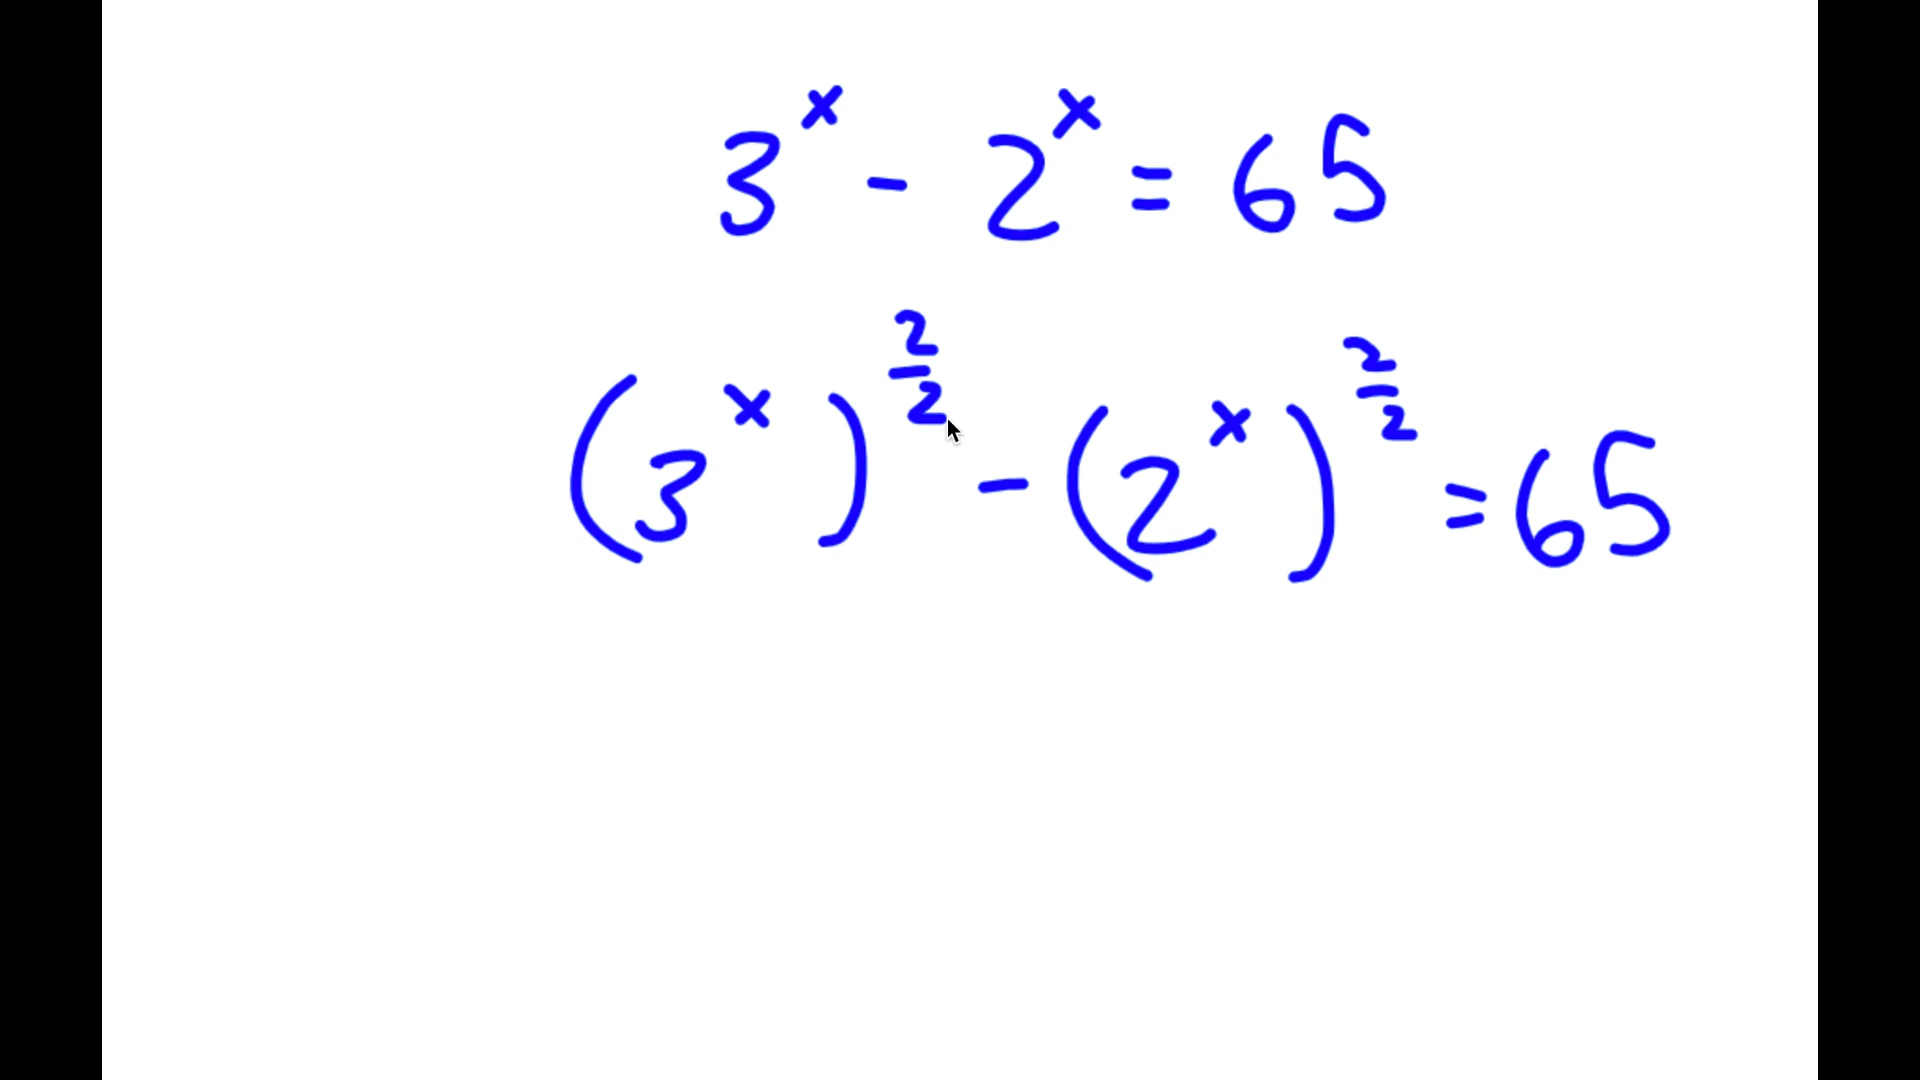 3^x - 2^x = 65
(3^x)^(2/2) - (2^x)^(2/2) = 65